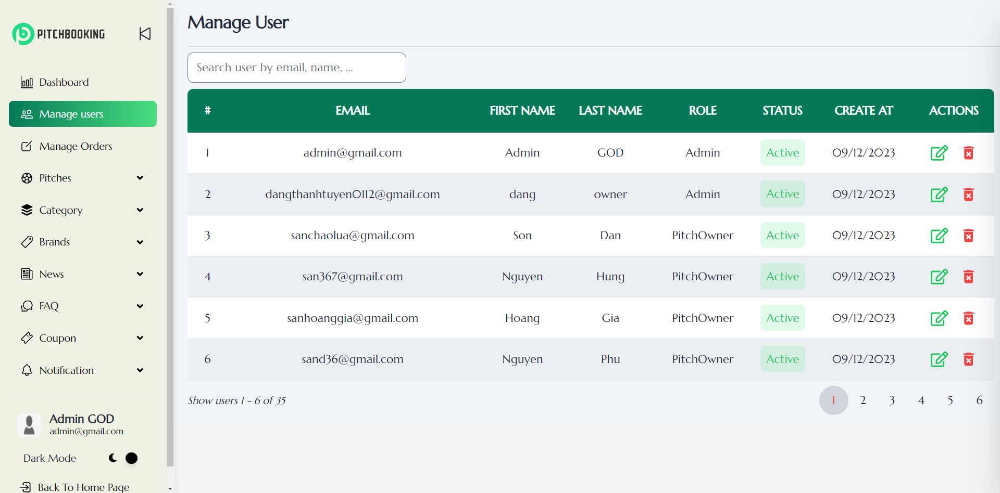 PITCHBOOKING
Dashboard
Manage users
Manage Orders
Pitches
Category
Brands
News
FAQ
Coupon
Notification
Admin GOD
admin@gmail.com
Dark Mode
Back To Home Page
Manage User
Search user by email, name, ...
# EMAIL FIRST NAME LAST NAME ROLE STATUS CREATE AT ACTIONS
1 admin@gmail.com Admin GOD Admin Active 09/12/2023
2 dangthanhtuyen0112@gmail.com dang owner Admin Active 09/12/2023
3 sanchaolua@gmail.com Son Dan PitchOwner Active 09/12/2023
4 san367@gmail.com Nguyen Hung PitchOwner Active 09/12/2023
5 sanhoanggia@gmail.com Hoang Gia PitchOwner Active 09/12/2023
6 sand36@gmail.com Nguyen Phu PitchOwner Active 09/12/2023
Show users 1 - 6 of 35
1 2 3 4 5 6